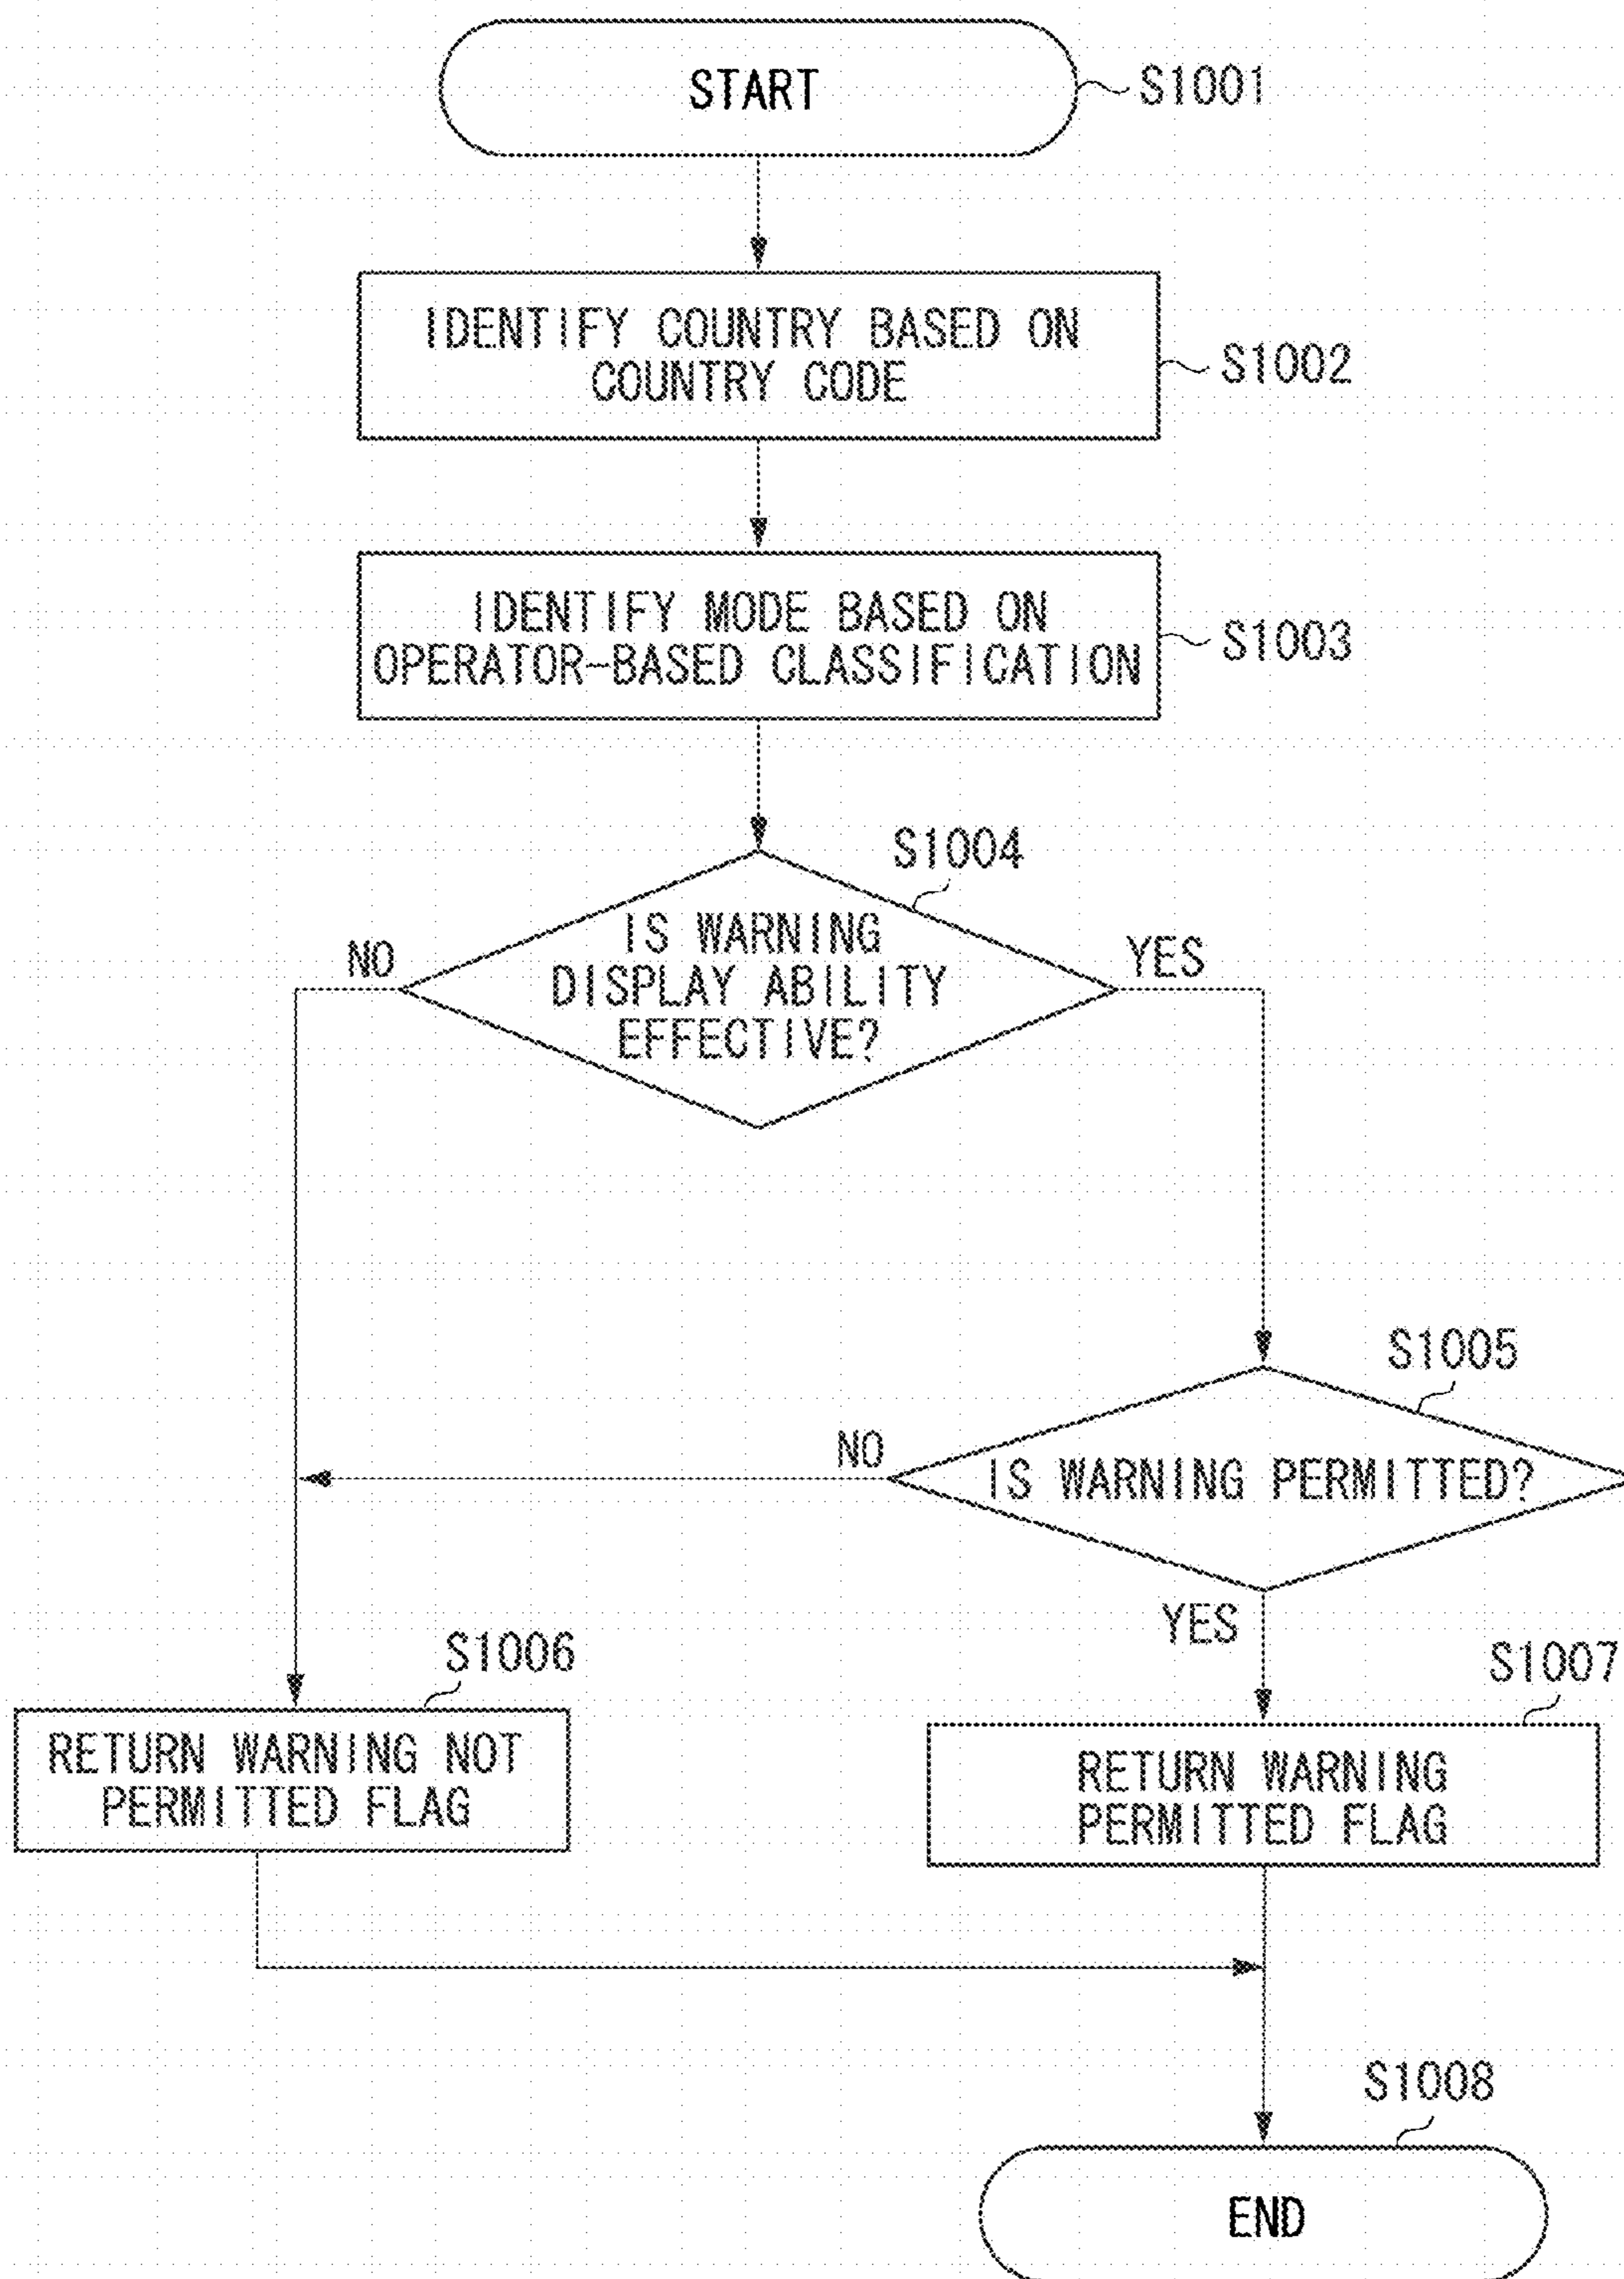 START
S1001
IDENTIFY COUNTRY BASED ON
COUNTRY CODE
S1002
IDENTIFY MODE BASED ON
OPERATOR-BASED CLASSIFICATION
S1003
S1004
NO
IS WARNING
DISPLAY ABILITY
EFFECTIVE?
YES
S1005
NO
IS WARNING PERMITTED?
YES
S1006
RETURN WARNING NOT
PERMITTED FLAG
S1007
RETURN WARNING
PERMITTED FLAG
S1008
END